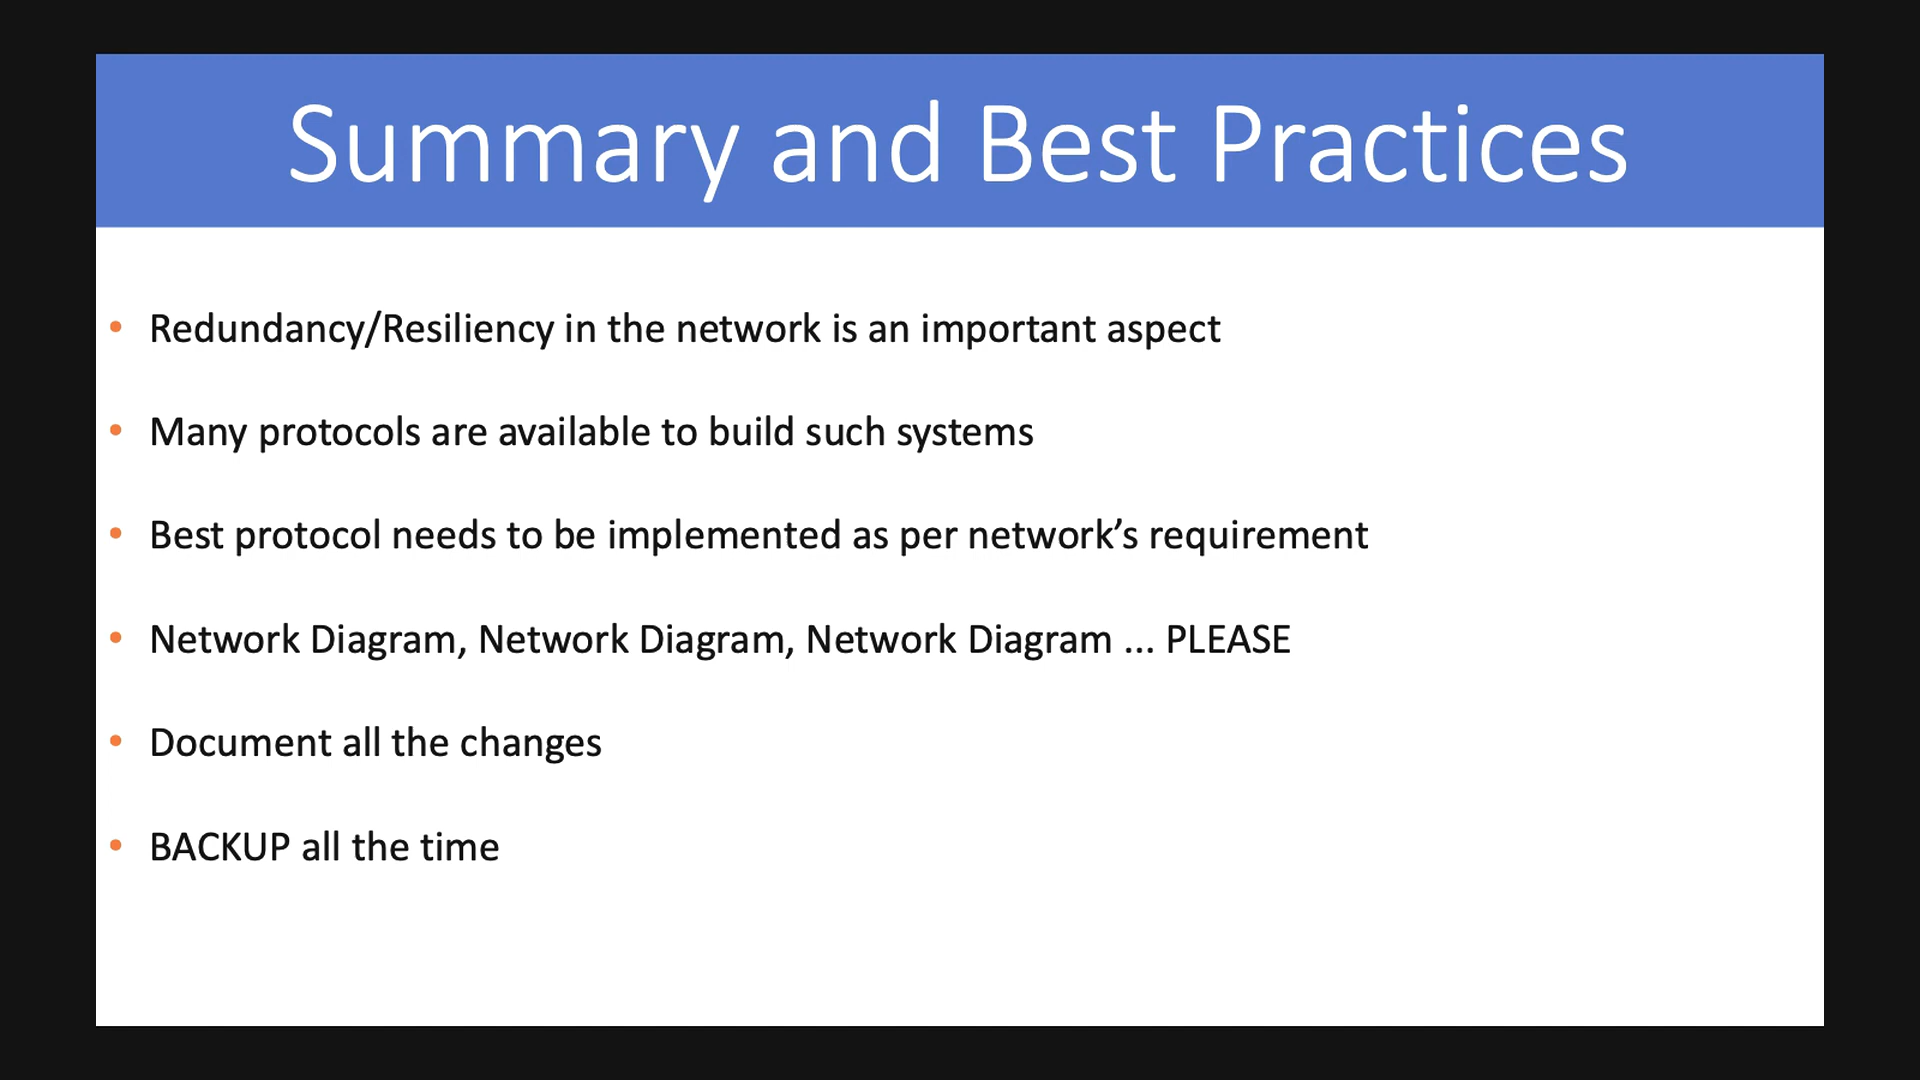 Summary and Best Practices
• Redundancy/Resiliency in the network is an important aspect
• Many protocols are available to build such systems
• Best protocol needs to be implemented as per network’s requirement
• Network Diagram, Network Diagram, Network Diagram ... PLEASE
• Document all the changes
• BACKUP all the time